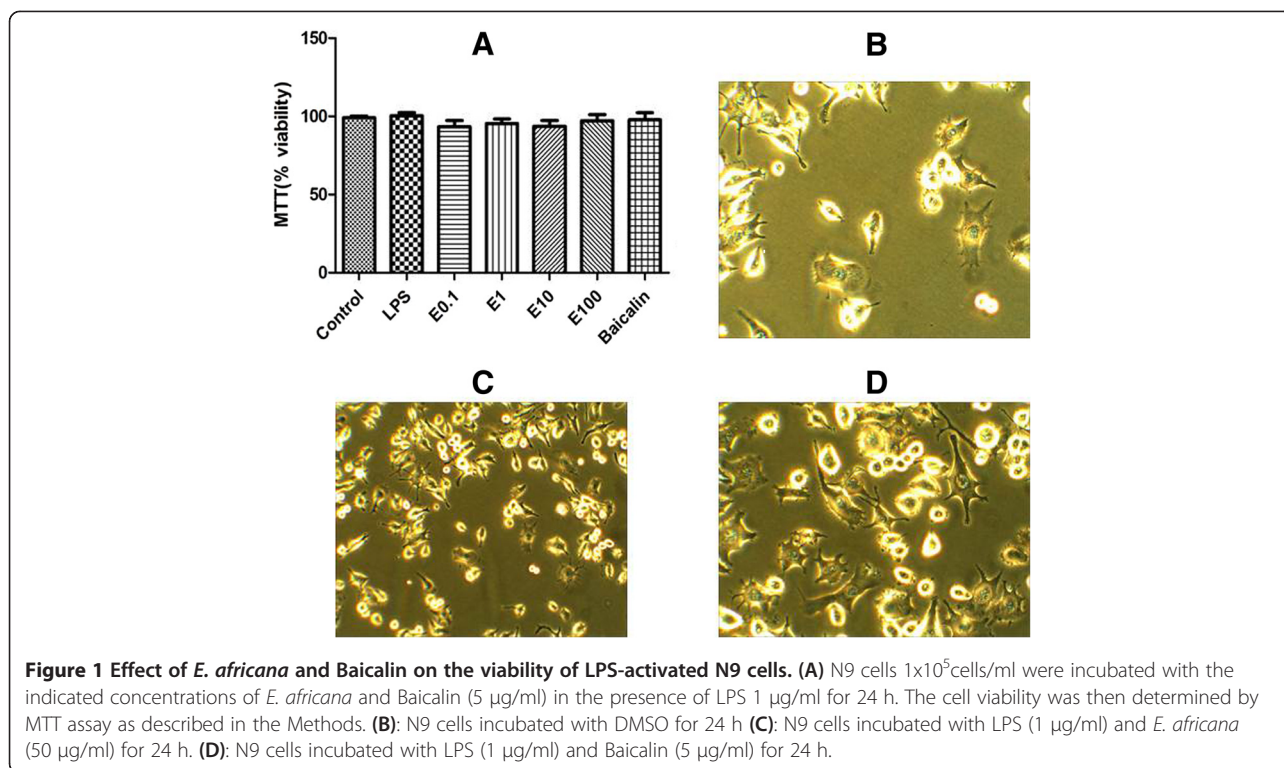 A
150
100
50
0
MTT(% viability)
Control
LPS
E0.1
E1
E10
E100
Baicalin
B
C
D
Figure 1 Effect of E. africana and Baicalin on the viability of LPS-activated N9 cells. (A) N9 cells 1x10⁵cells/ml were incubated with the
indicated concentrations of E. africana and Baicalin (5 μg/ml) in the presence of LPS 1 μg/ml for 24 h. The cell viability was then determined by
MTT assay as described in the Methods. (B): N9 cells incubated with DMSO for 24 h (C): N9 cells incubated with LPS (1 μg/ml) and E. africana
(50 μg/ml) for 24 h. (D): N9 cells incubated with LPS (1 μg/ml) and Baicalin (5 μg/ml) for 24 h.